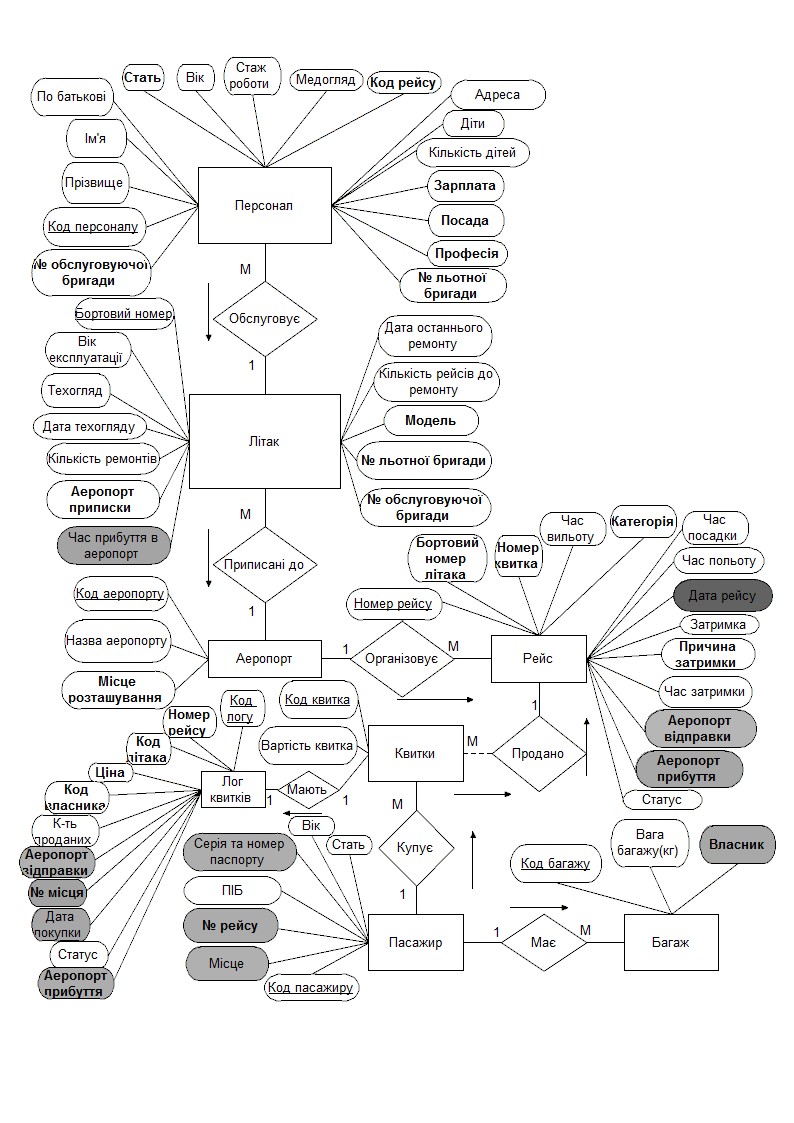 Стать
Вік
Стаж
роботи
Медогляд
Код рейсу
По батькові
Ім'я
Прізвище
Код персоналу
№ обслуговуючої
бригади
Адреса
Діти
Кількість дітей
Зарплата
Посада
Професія
№ льотної
бригади
Персонал
М
Обслуговує
1
Бортовий номер
Вік
експлуатації
Техогляд
Дата техогляду
Кількість ремонтів
Аеропорт
приписки
Час прибуття в
аеропорт
Літак
Дата останнього
ремонту
Кількість рейсів до
ремонту
Модель
№ льотної бригади
№ обслуговуючої
бригади
М
Приписані до
1
Код аеропорту
Назва аеропорту
Місце
розташування
Аеропорт
1
Організовує
М
Номер рейсу
Бортовий
номер
літака
Номер
квитка
Час
вильоту
Категорія
Час
посадки
Час польоту
Дата рейсу
Затримка
Причина
затримки
Час затримки
Аеропорт
відправки
Аеропорт
прибуття
Статус
Рейс
1
Продано
М
Код квитка
Вартість квитка
Квитки
Код
логу
Номер
рейсу
Код
літака
Ціна
Код
власника
К-ть
проданих
Аеропорт
відправки
№ місця
Дата
покупки
Статус
Аеропорт
прибуття
Лог
квитків
1
Мають
1
М
Купує
1
Вік
Стать
Серія та номер
паспорту
ПІБ
№ рейсу
Місце
Код пасажиру
Пасажир
1
Має
М
Код багажу
Вага
багажу(кг)
Власник
Багаж